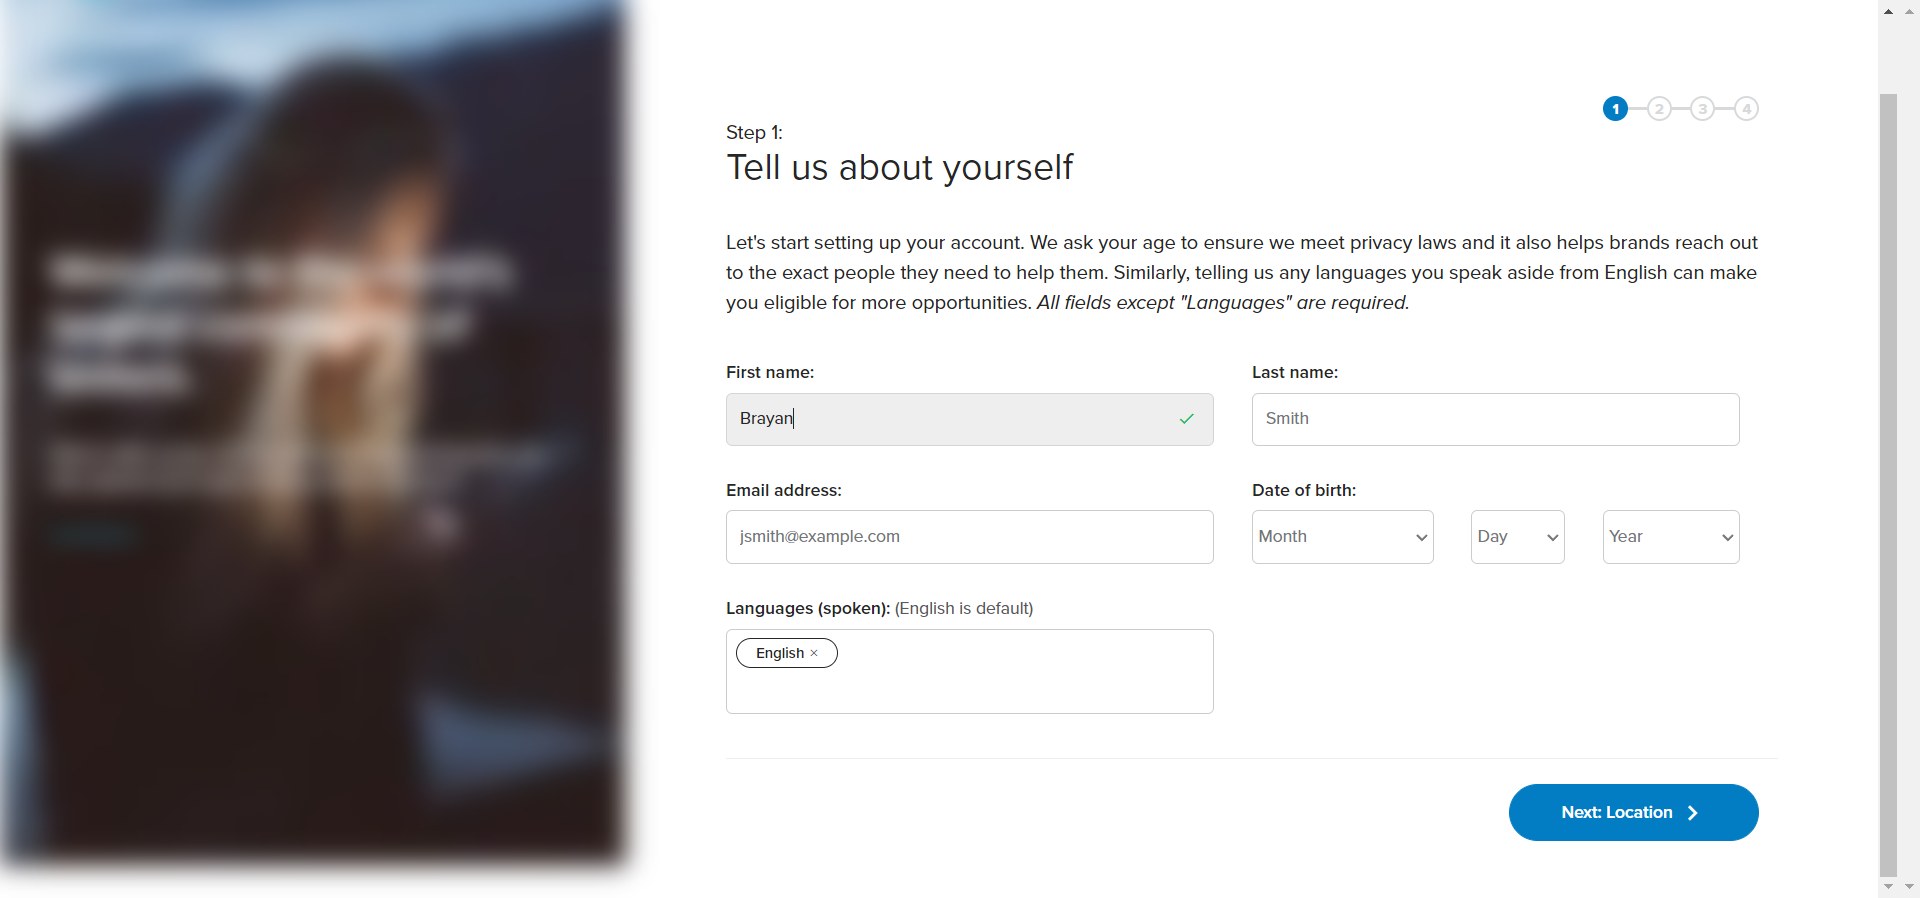 1 2 3 4
Step 1:
Tell us about yourself
Let's start setting up your account. We ask your age to ensure we meet privacy laws and it also helps brands reach out
to the exact people they need to help them. Similarly, telling us any languages you speak aside from English can make
you eligible for more opportunities. All fields except "Languages" are required.
First name:
Last name:
Brayan
Smith
Email address:
Date of birth:
jsmith@example.com
Month
Day
Year
Languages (spoken): (English is default)
English ×
Next: Location